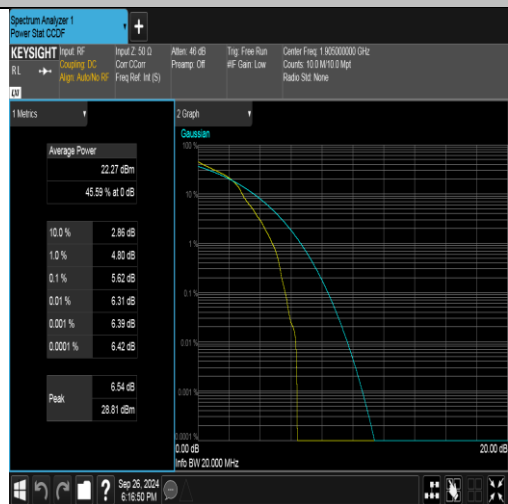 Spectrum Analyzer 1
Power Stat CCDF
+
KEYSIGHT
RL
Input: RF
Coupling: DC
Align: Auto/No RF
Input Z: 50 Ω
Corr CCorr
Freq Ref: Int (S)
Atten: 46 dB
Preamp: Off
Trig: Free Run
#IF Gain: Low
Center Freq: 1.905000000 GHz
Counts: 10.0 M/10.0 Mpt
Radio Std: None
1 Metrics
Average Power
22.27 dBm
45.59 % at 0 dB
10.0 % 2.86 dB
1.0 % 4.80 dB
0.1 % 5.62 dB
0.01 % 6.31 dB
0.001 % 6.39 dB
0.0001 % 6.42 dB
Peak
6.54 dB
28.81 dBm
2 Graph
Gaussian
100 %
10 %
1 %
0.1 %
0.01 %
0.001 %
0.0001 %
0.00 dB
20.00 dB
Info BW 20.000 MHz
?
Sep 26, 2024
6:16:50 PM